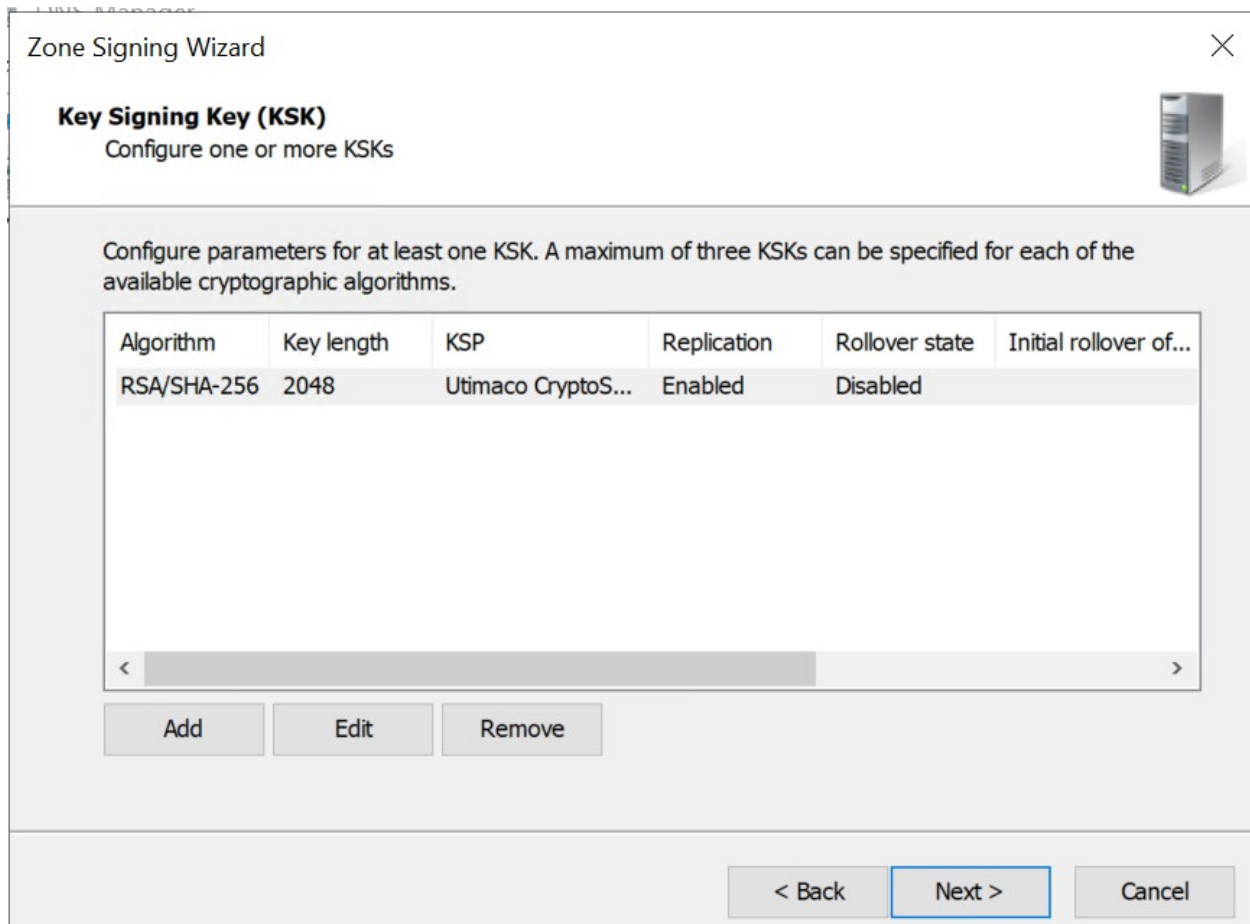 DNS Manager
Zone Signing Wizard
Key Signing Key (KSK)
Configure one or more KSKs
Configure parameters for at least one KSK. A maximum of three KSKs can be specified for each of the
available cryptographic algorithms.
Algorithm Key length KSP Replication Rollover state Initial rollover of...
RSA/SHA-256 2048 Utimaco CryptoS... Enabled Disabled
Add Edit Remove
< Back Next > Cancel